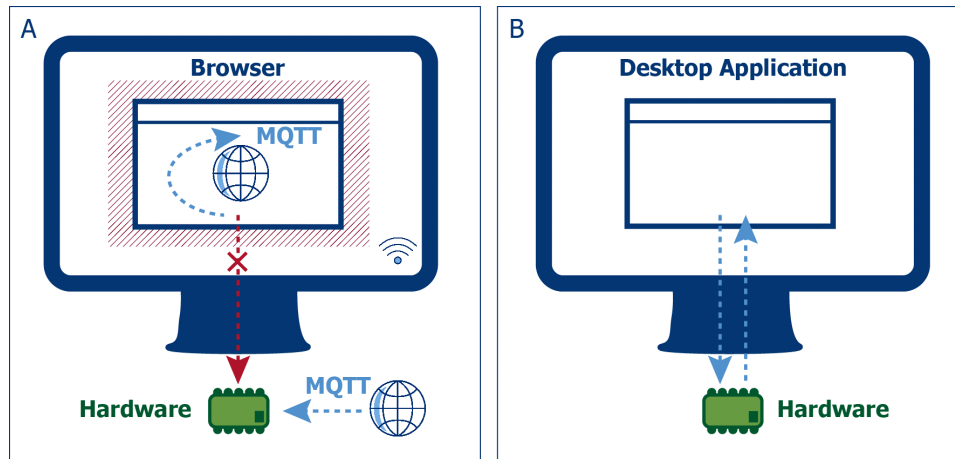 A
Browser
MQTT
MQTT
Hardware
B
Desktop Application
Hardware